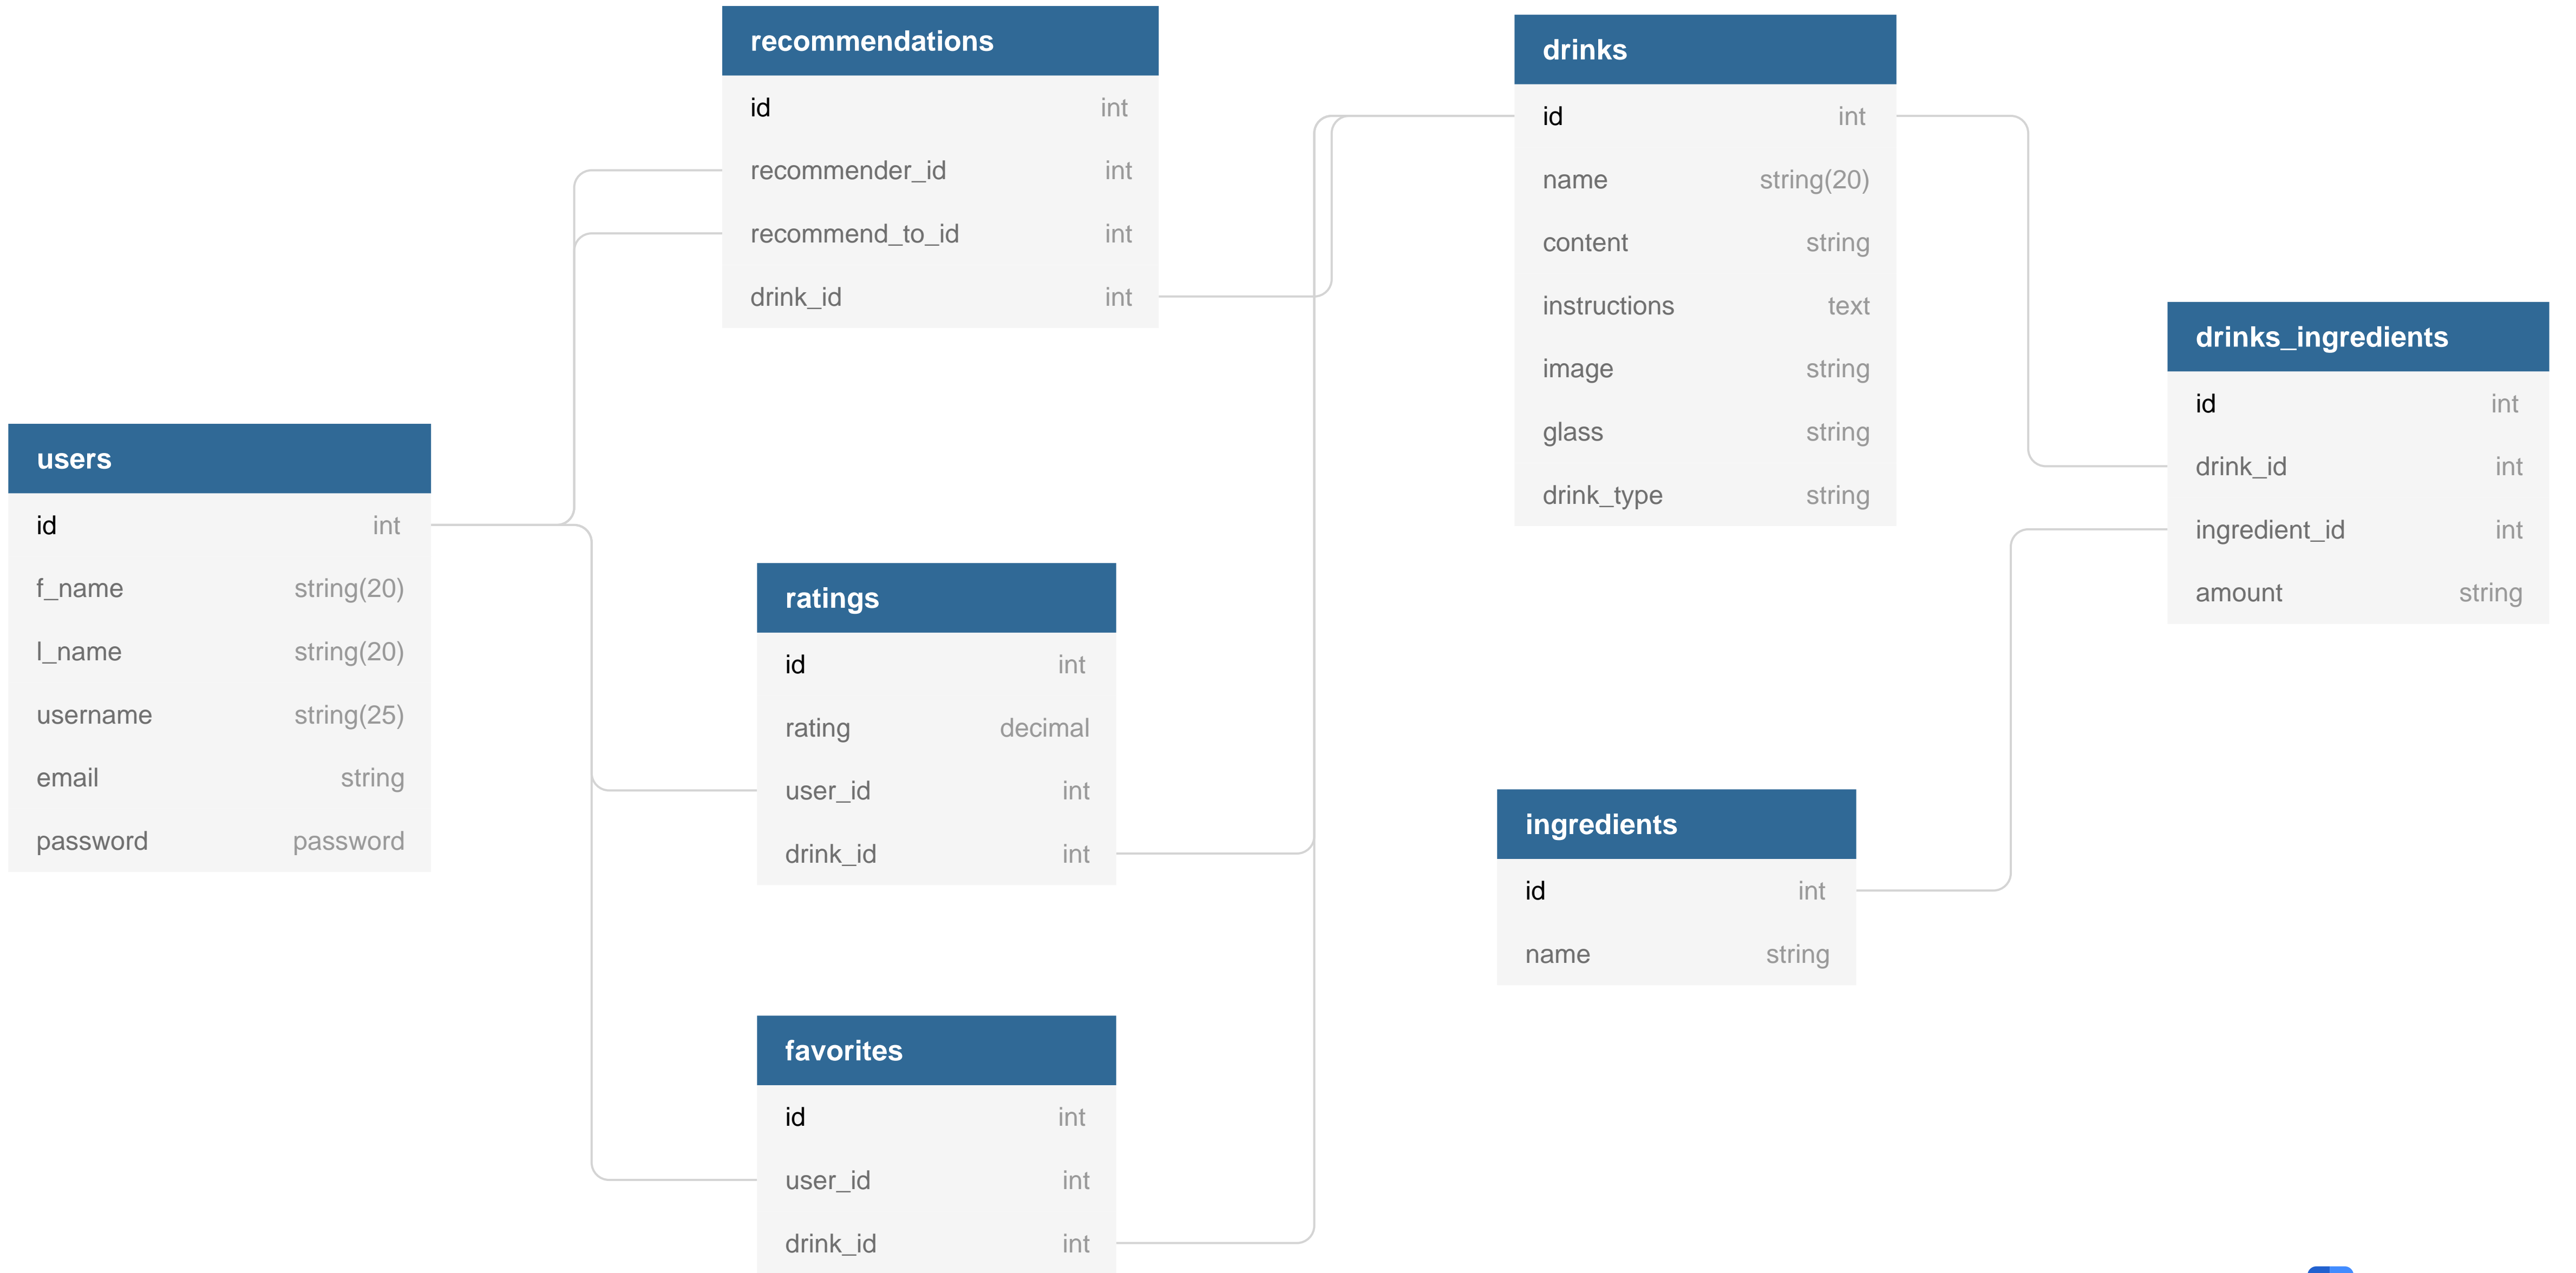 recommendations
id int
recommender_id int
recommend_to_id int
drink_id int
drinks
id int
name string(20)
content string
instructions text
image string
glass string
drink_type string
drinks_ingredients
id int
drink_id int
ingredient_id int
amount string
users
id int
f_name string(20)
l_name string(20)
username string(25)
email string
password password
ratings
id int
rating decimal
user_id int
drink_id int
ingredients
id int
name string
favorites
id int
user_id int
drink_id int